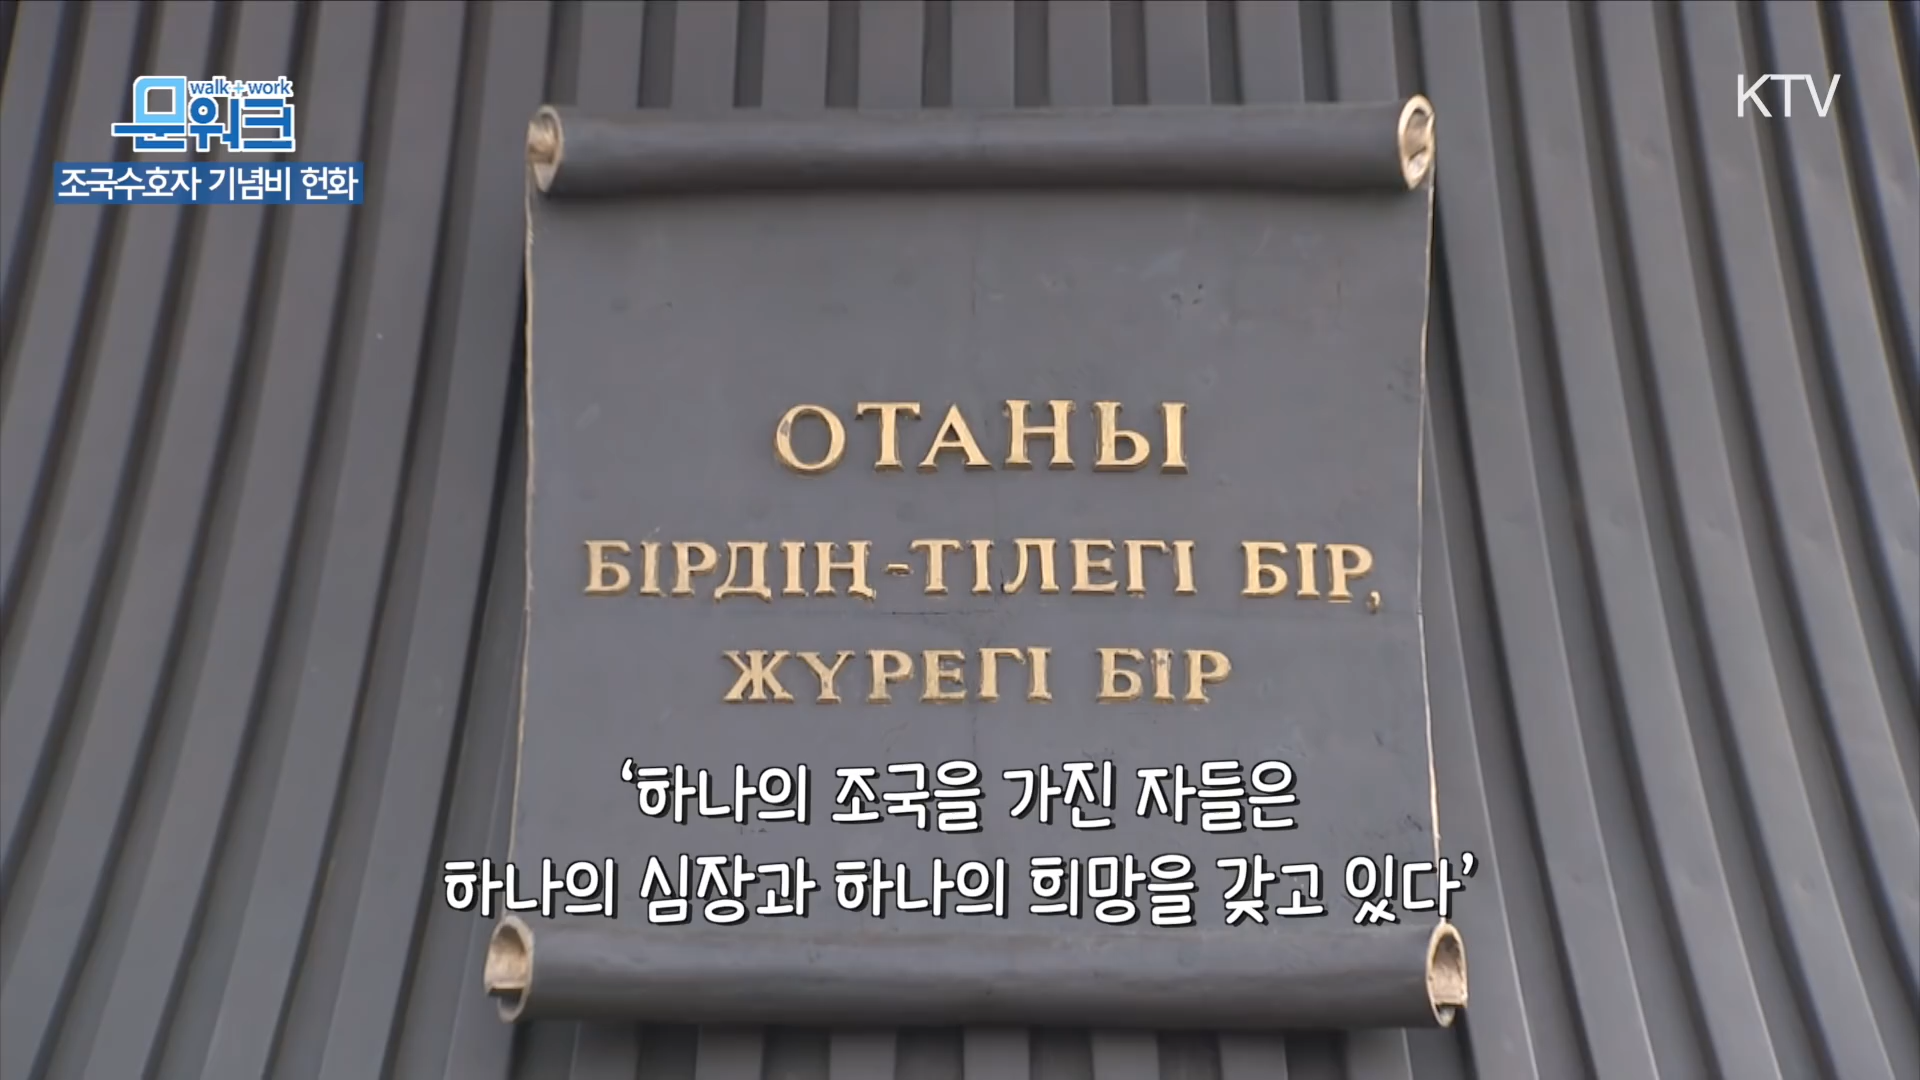 walk+work
문워크
조국수호자 기념비 헌화
KTV
ОТАНЫ
БІРДІҢ-ТІЛЕГІ БІР,
ЖҮРЕГІ БІР
‘하나의 조국을 가진 자들은
하나의 심장과 하나의 희망을 갖고 있다’